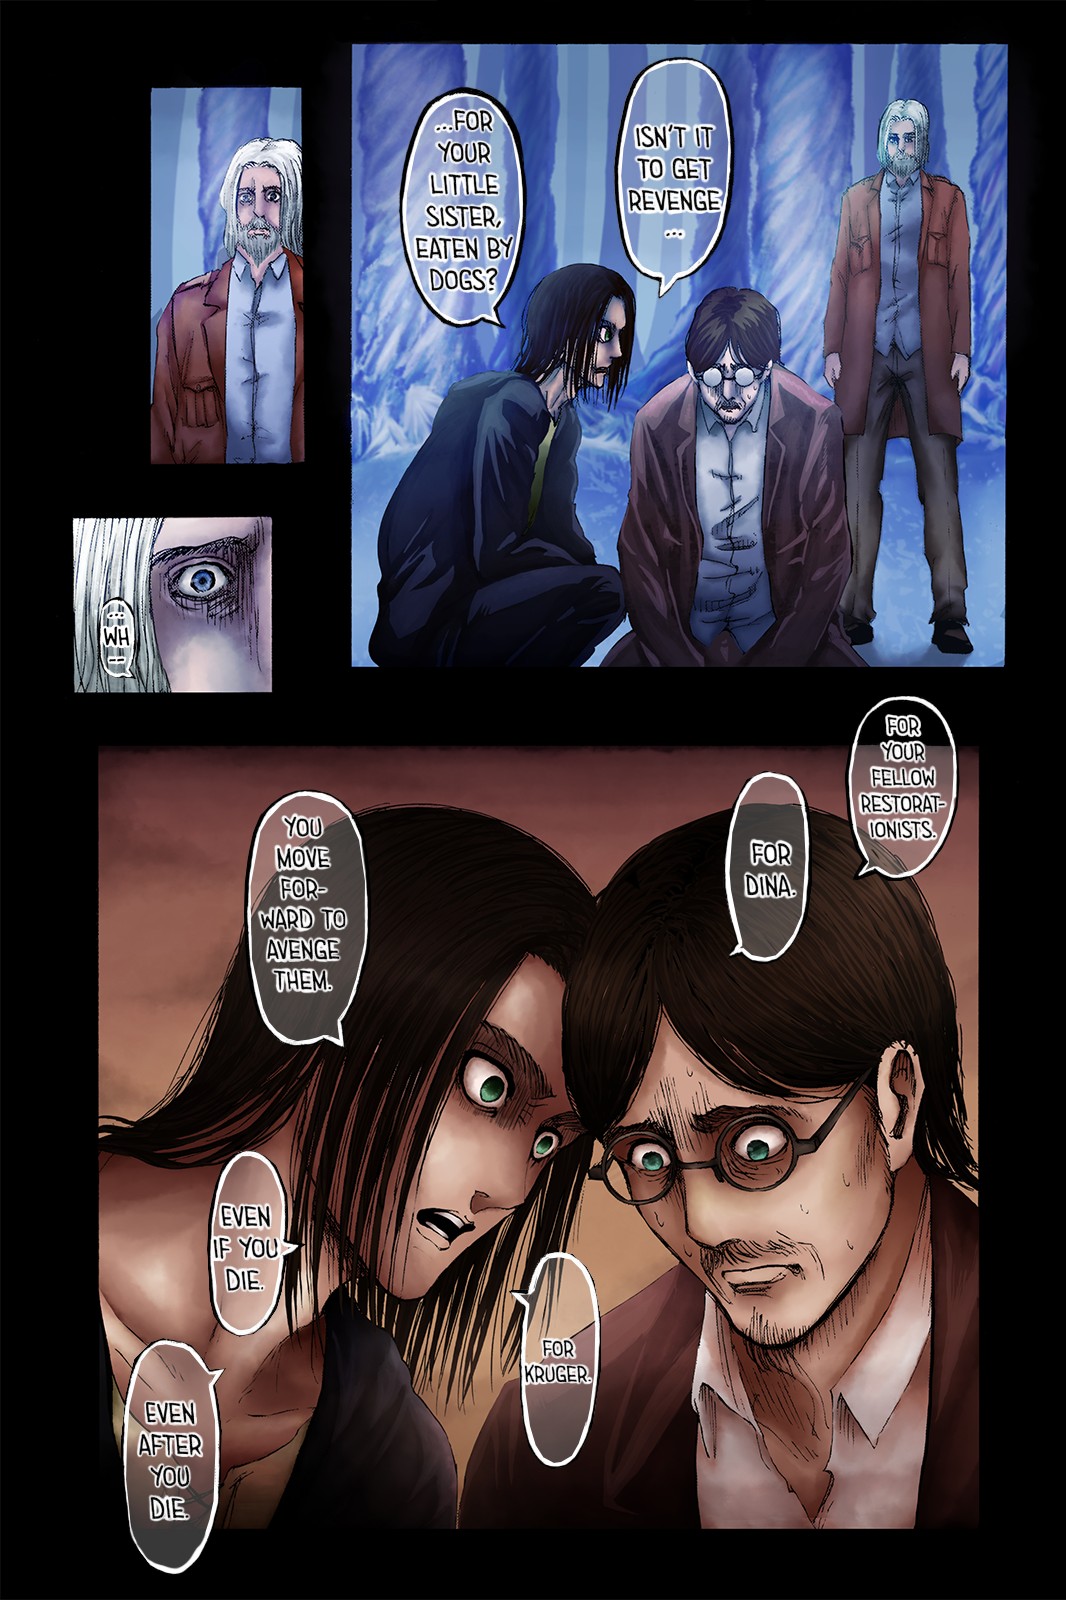 ISN'T IT
TO GET
REVENGE
...
...FOR
YOUR
LITTLE
SISTER,
EATEN BY
DOGS?
...
WH
--
FOR
YOUR
FELLOW
RESTORAT-
IONISTS.
FOR
DINA.
FOR
KRUGER.
YOU
MOVE
FOR-
WARD TO
AVENGE
THEM.
EVEN
IF YOU
DIE.
EVEN
AFTER
YOU
DIE.